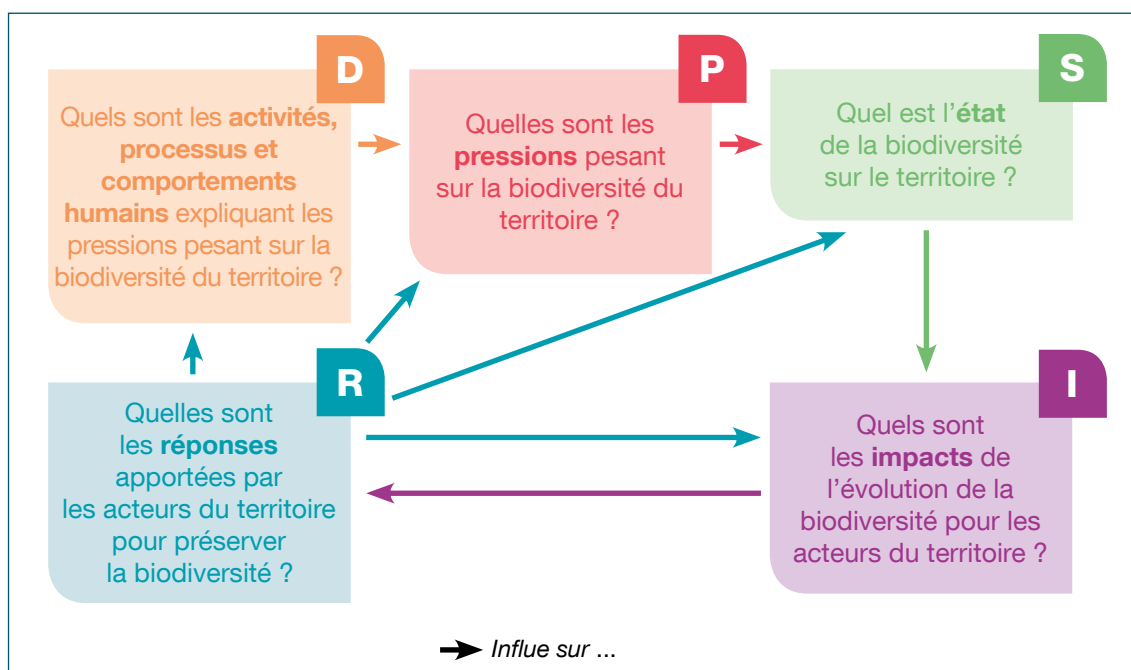 D
Quels sont les activités,
processus et
comportements
humains expliquant les
pressions pesant sur la
biodiversité du territoire ?
P
Quelles sont les
pressions pesant
sur la biodiversité du
territoire ?
S
Quel est l'état
de la biodiversité
sur le territoire ?
R
Quelles sont
les réponses
apportées par
les acteurs du territoire
pour préserver
la biodiversité ?
I
Quels sont
les impacts de
l'évolution de la
biodiversité pour les
acteurs du territoire ?
Influe sur ...